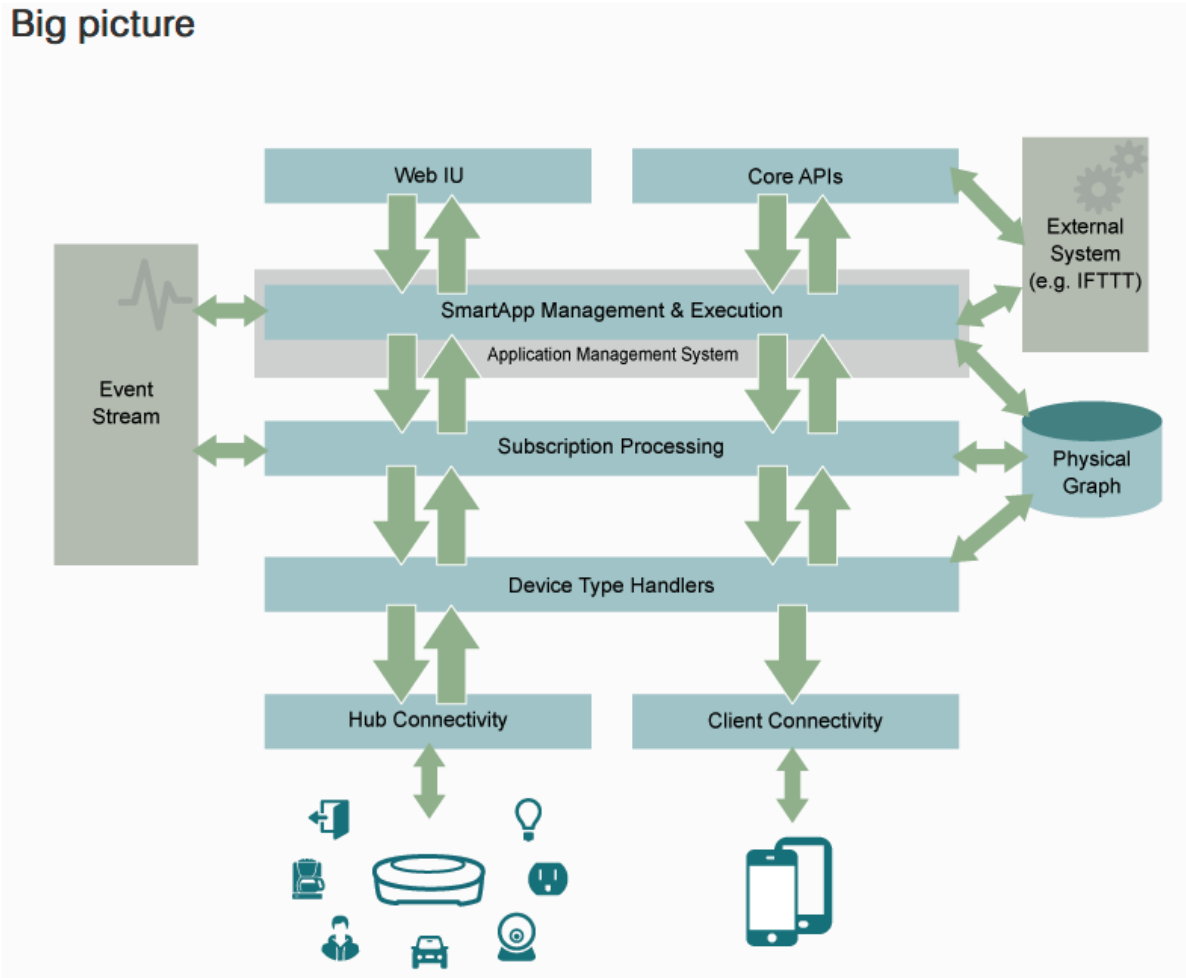 Big picture
Web IU
Core APIs
External
System
(e.g. IFTTT)
SmartApp Management & Execution
Application Management System
Event
Stream
Subscription Processing
Physical
Graph
Device Type Handlers
Hub Connectivity
Client Connectivity